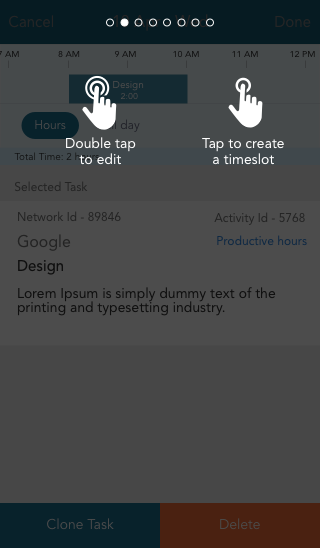 Cancel Done
7 AM 8 AM 9 AM 10 AM 11 AM 12 PM
Design
2:00
Hours day
Double tap
to edit
Tap to create
a timeslot
Total Time: 2
Selected Task
Network Id - 89846 Activity Id - 5768
Google Productive hours
Design
Lorem Ipsum is simply dummy text of the
printing and typesetting industry.
Clone Task Delete